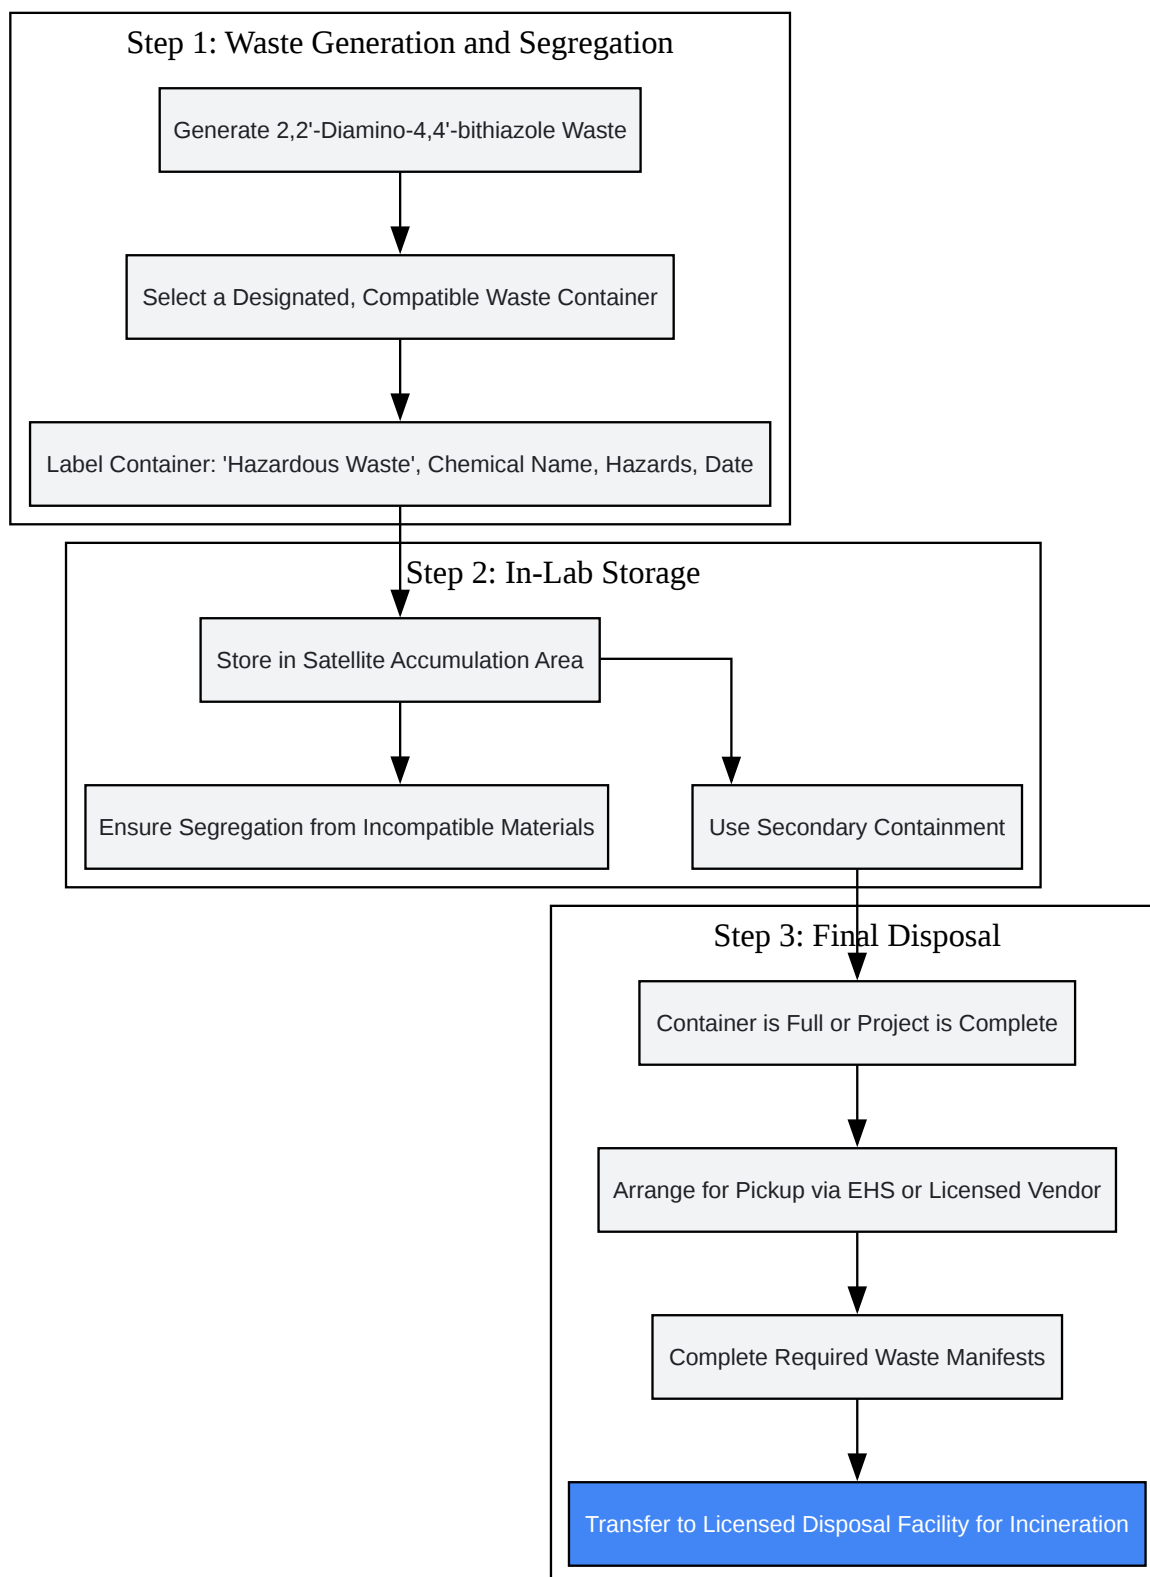 Step 1: Waste Generation and Segregation
Generate 2,2'-Diamino-4,4'-bithiazole Waste
Select a Designated, Compatible Waste Container
Label Container: 'Hazardous Waste', Chemical Name, Hazards, Date
Step 2: In-Lab Storage
Store in Satellite Accumulation Area
Ensure Segregation from Incompatible Materials
Use Secondary Containment
Step 3: Final Disposal
Container is Full or Project is Complete
Arrange for Pickup via EHS or Licensed Vendor
Complete Required Waste Manifests
Transfer to Licensed Disposal Facility for Incineration